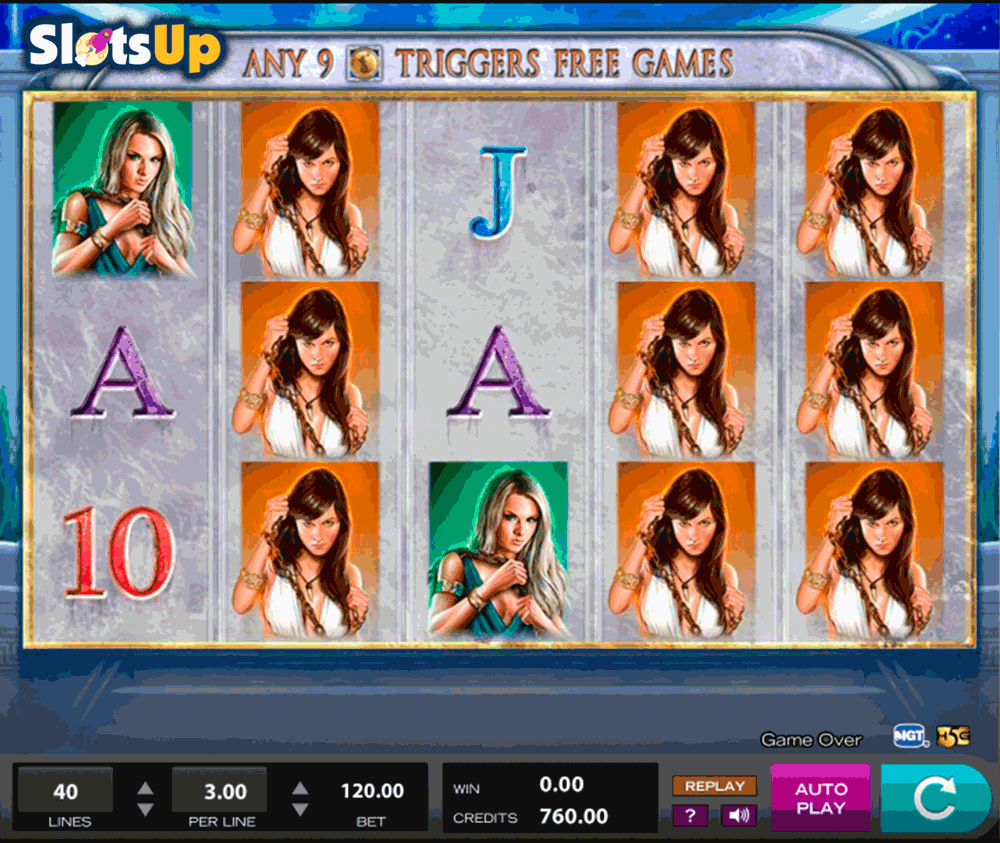 SlotsUp
ANY 9 TRIGGERS FREE GAMES
J
A A
10
Game Over IGT H5G
40 3.00 120.00
LINES PER LINE BET
WIN 0.00
CREDITS 760.00
REPLAY
?
AUTO
PLAY